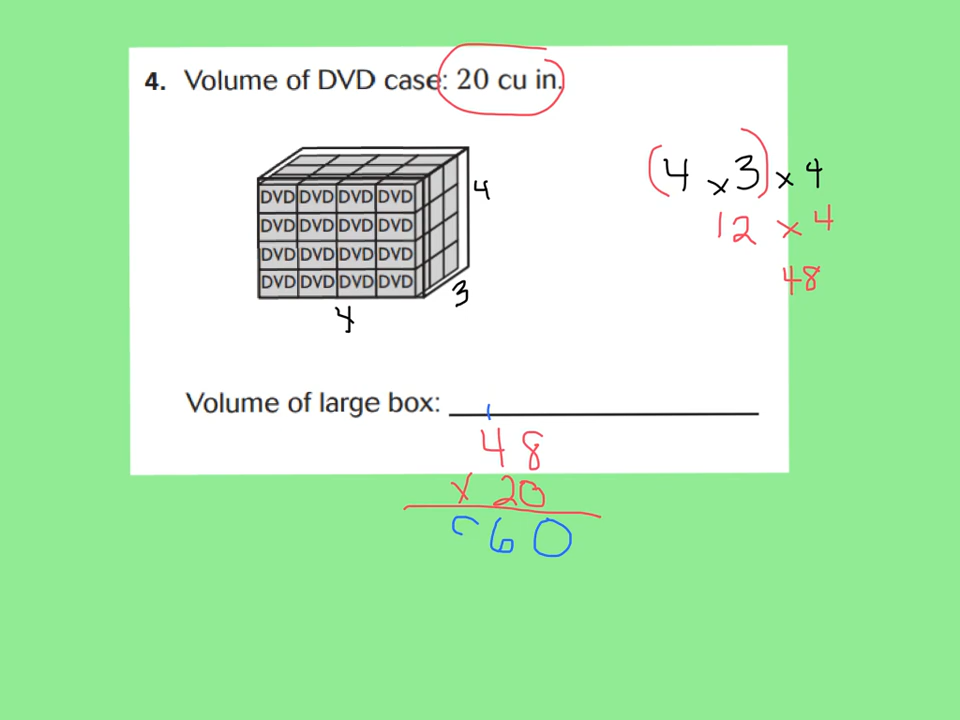 4. Volume of DVD case: 20 cu in.
(4 x 3) x 4
12 x 4
48
DVD DVD DVD DVD
DVD DVD DVD DVD
DVD DVD DVD DVD
DVD DVD DVD DVD
4
3
4
Volume of large box:
1
48
x 20
60